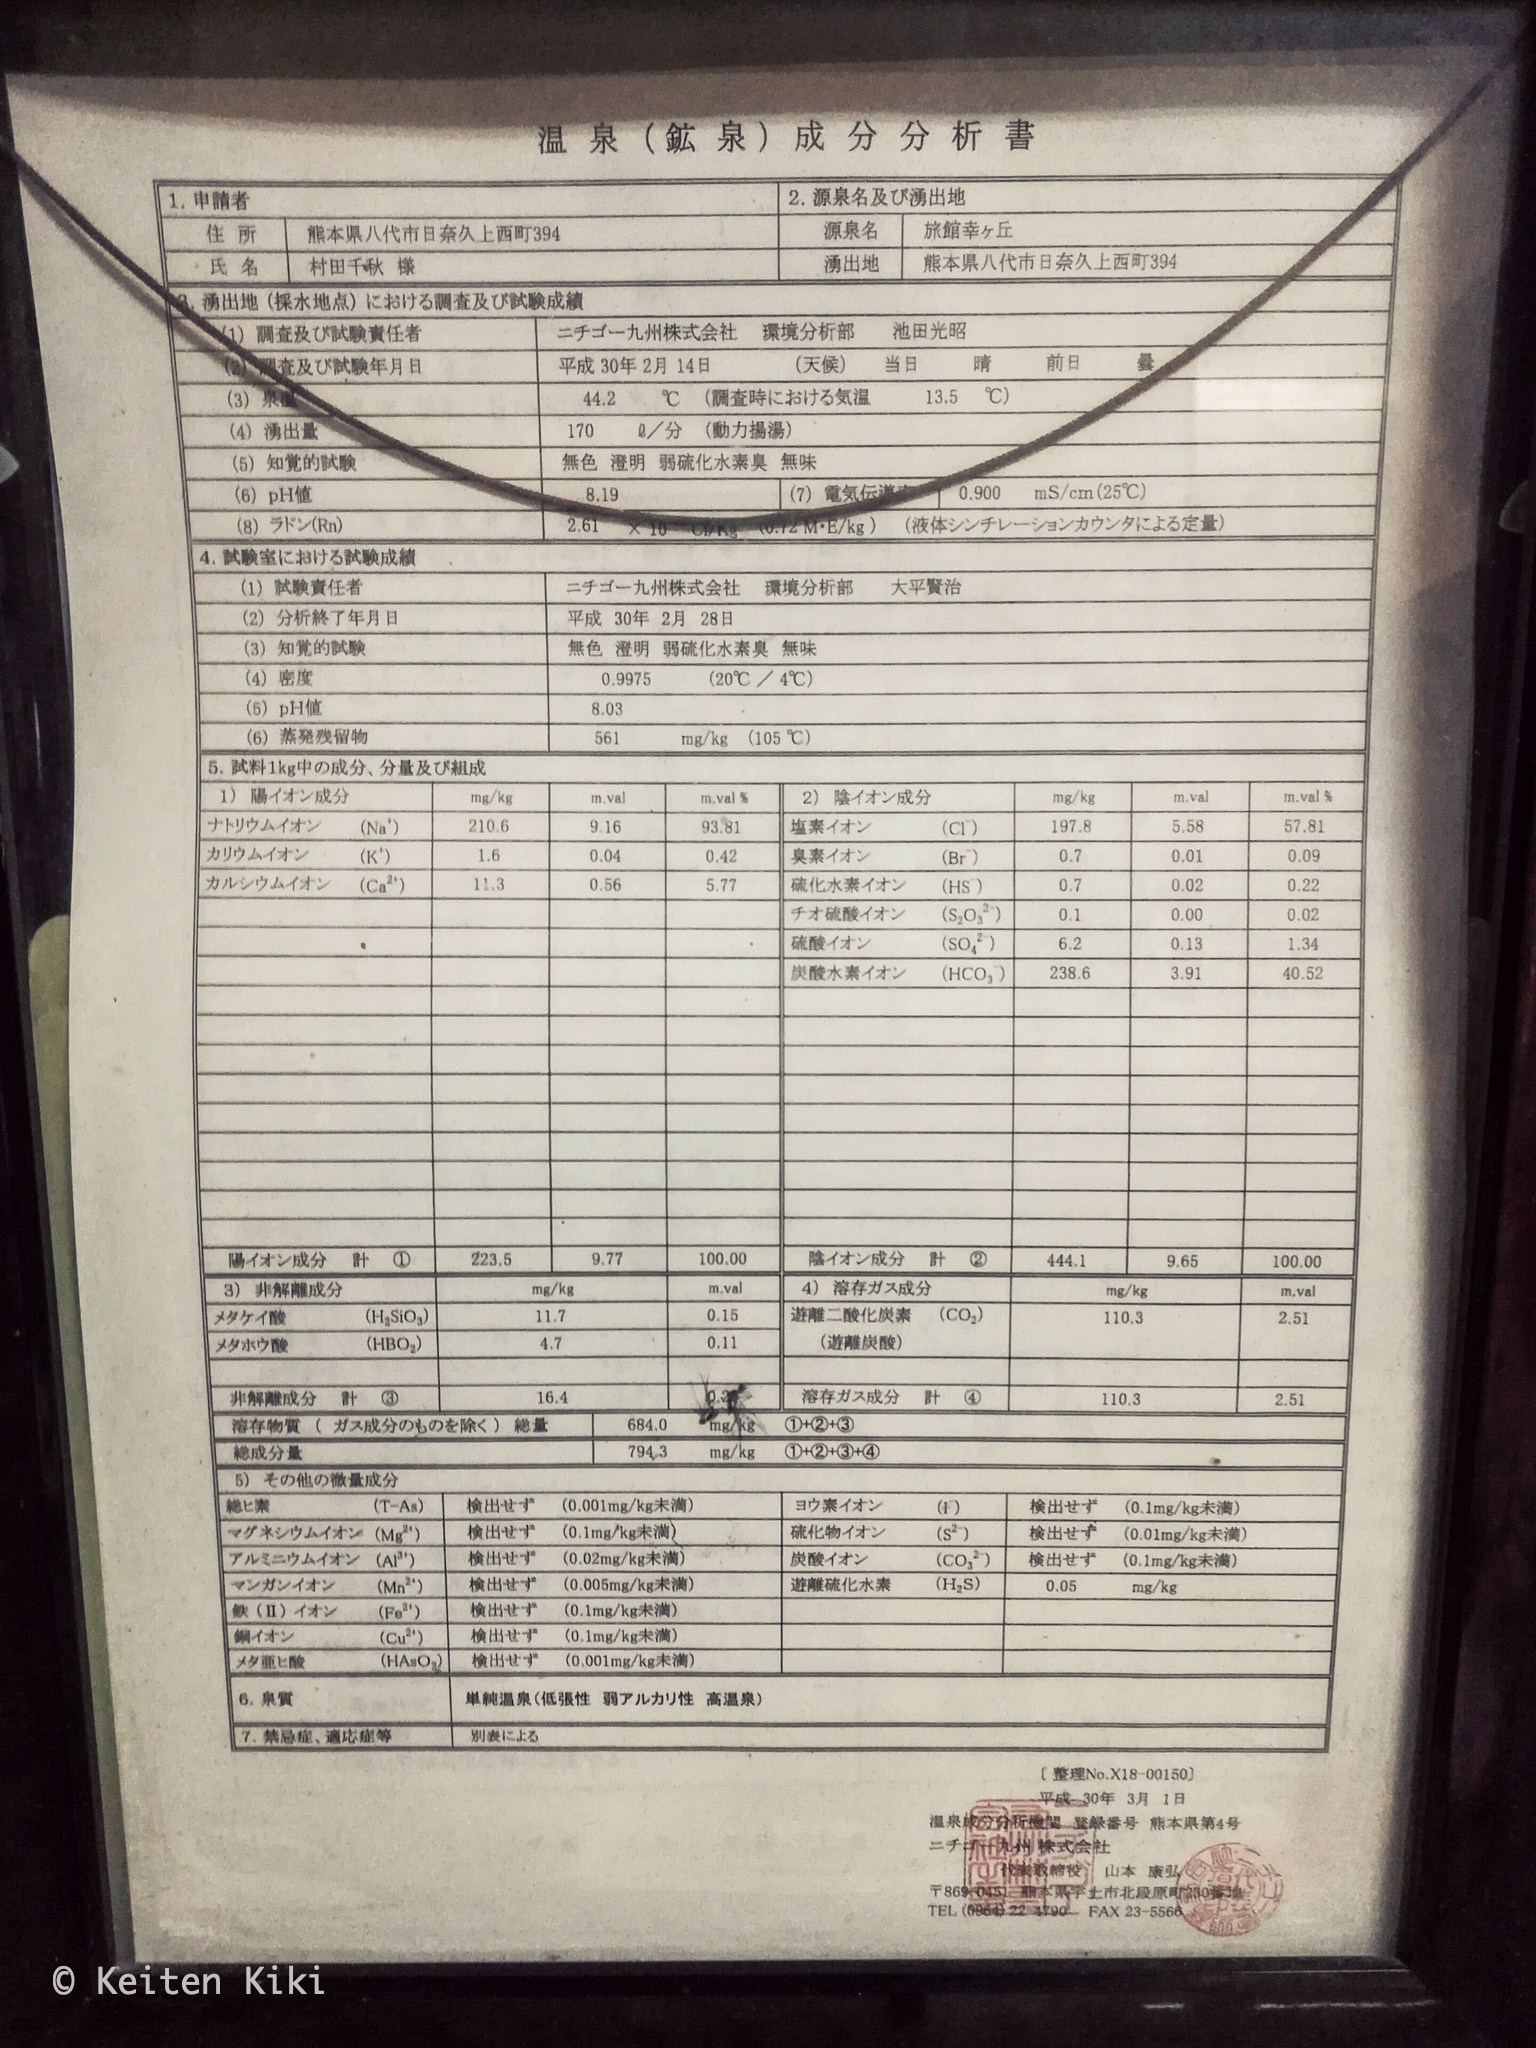 温泉(鉱泉)成分分析書
1. 申請者 2. 源泉名及び湧出地
住所 熊本県八代市日奈久上西町394 源泉名 旅館幸ヶ丘
氏名 村田千秋 様 湧出地 熊本県八代市日奈久上西町394
3. 湧出地(採水地点)における調査及び試験成績
(1) 調査及び試験責任者 ニチゴー九州株式会社 環境分析部 池田光昭
(2) 調査及び試験年月日 平成 30年 2月 14日 (天候) 当日 晴 前日 曇
(3) 泉温 44.2 ℃ (調査時における気温 13.5 ℃)
(4) 湧出量 170 ℓ/分 (動力揚湯)
(5) 知覚的試験 無色 澄明 弱硫化水素臭 無味
(6) pH値 8.19 (7) 電気伝導 0.900 mS/cm(25℃)
(8) ラドン(Rn) 2.61 ×10 Ci/Kg (0.72 M・E/kg) (液体シンチレーションカウンタによる定量)
4. 試験室における試験成績
(1) 試験責任者 ニチゴー九州株式会社 環境分析部 大平賢治
(2) 分析終了年月日 平成 30年 2月 28日
(3) 知覚的試験 無色 澄明 弱硫化水素臭 無味
(4) 密度 0.9975 (20℃/4℃)
(5) pH値 8.03
(6) 蒸発残留物 561 mg/kg (105℃)
5. 試料1kg中の成分、分量及び組成
1) 陽イオン成分 mg/kg m.val m.val% 2) 陰イオン成分 mg/kg m.val m.val%
ナトリウムイオン (Na⁺) 210.6 9.16 93.81 塩素イオン (Cl⁻) 197.8 5.58 57.81
カリウムイオン (K⁺) 1.6 0.04 0.42 臭素イオン (Br⁻) 0.7 0.01 0.09
カルシウムイオン (Ca²⁺) 11.3 0.56 5.77 硫化水素イオン (HS⁻) 0.7 0.02 0.22
チオ硫酸イオン (S₂O₃²⁻) 0.1 0.00 0.02
硫酸イオン (SO₄²⁻) 6.2 0.13 1.34
炭酸水素イオン (HCO₃⁻) 238.6 3.91 40.52
陽イオン成分 計 ① 223.5 9.77 100.00 陰イオン成分 計 ② 444.1 9.65 100.00
3) 非解離成分 mg/kg m.val 4) 溶存ガス成分 mg/kg m.val
メタケイ酸 (H₂SiO₃) 11.7 0.15 遊離二酸化炭素 (CO₂) 110.3 2.51
メタホウ酸 (HBO₂) 4.7 0.11 (遊離炭酸)
非解離成分 計 ③ 16.4 溶存ガス成分 計 ④ 110.3 2.51
溶存物質(ガス成分のものを除く)総量 684.0 mg/kg ①+②+③
総成分量 794.3 mg/kg ①+②+③+④
5) その他の微量成分
総ヒ素 (T-As) 検出せず (0.001mg/kg未満) ヨウ素イオン (I⁻) 検出せず (0.1mg/kg未満)
マグネシウムイオン (Mg²⁺) 検出せず (0.1mg/kg未満) 硫化物イオン (S²⁻) 検出せず (0.01mg/kg未満)
アルミニウムイオン (Al³⁺) 検出せず (0.02mg/kg未満) 炭酸イオン (CO₃²⁻) 検出せず (0.1mg/kg未満)
マンガンイオン (Mn²⁺) 検出せず (0.005mg/kg未満) 遊離硫化水素 (H₂S) 0.05 mg/kg
鉄(Ⅱ)イオン (Fe²⁺) 検出せず (0.1mg/kg未満)
銅イオン (Cu²⁺) 検出せず (0.1mg/kg未満)
メタ亜ヒ酸 (HAsO₂) 検出せず (0.001mg/kg未満)
6. 泉質 単純温泉(低張性 弱アルカリ性 高温泉)
7. 禁忌症、適応症等 別表による
[整理No.X18-00150]
平成 30年 3月 1日
温泉成分分析機関 登録番号 熊本県第4号
ニチゴー九州 株式会社
代表取締役 山本 康弘
〒869-0451 熊本県宇土市北段原町230番地
TEL (0964) 22-4790 FAX 23-5566
© Keiten Kiki